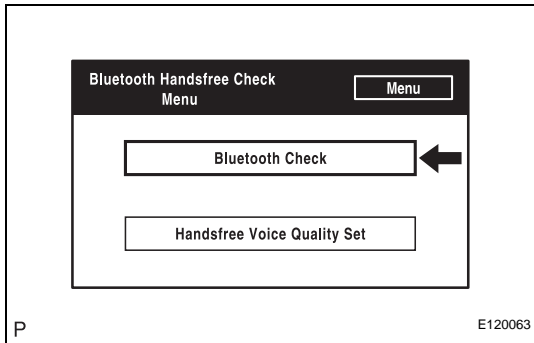 Bluetooth Handsfree Check
Menu
Menu
Bluetooth Check
Handsfree Voice Quality Set
P
E120063